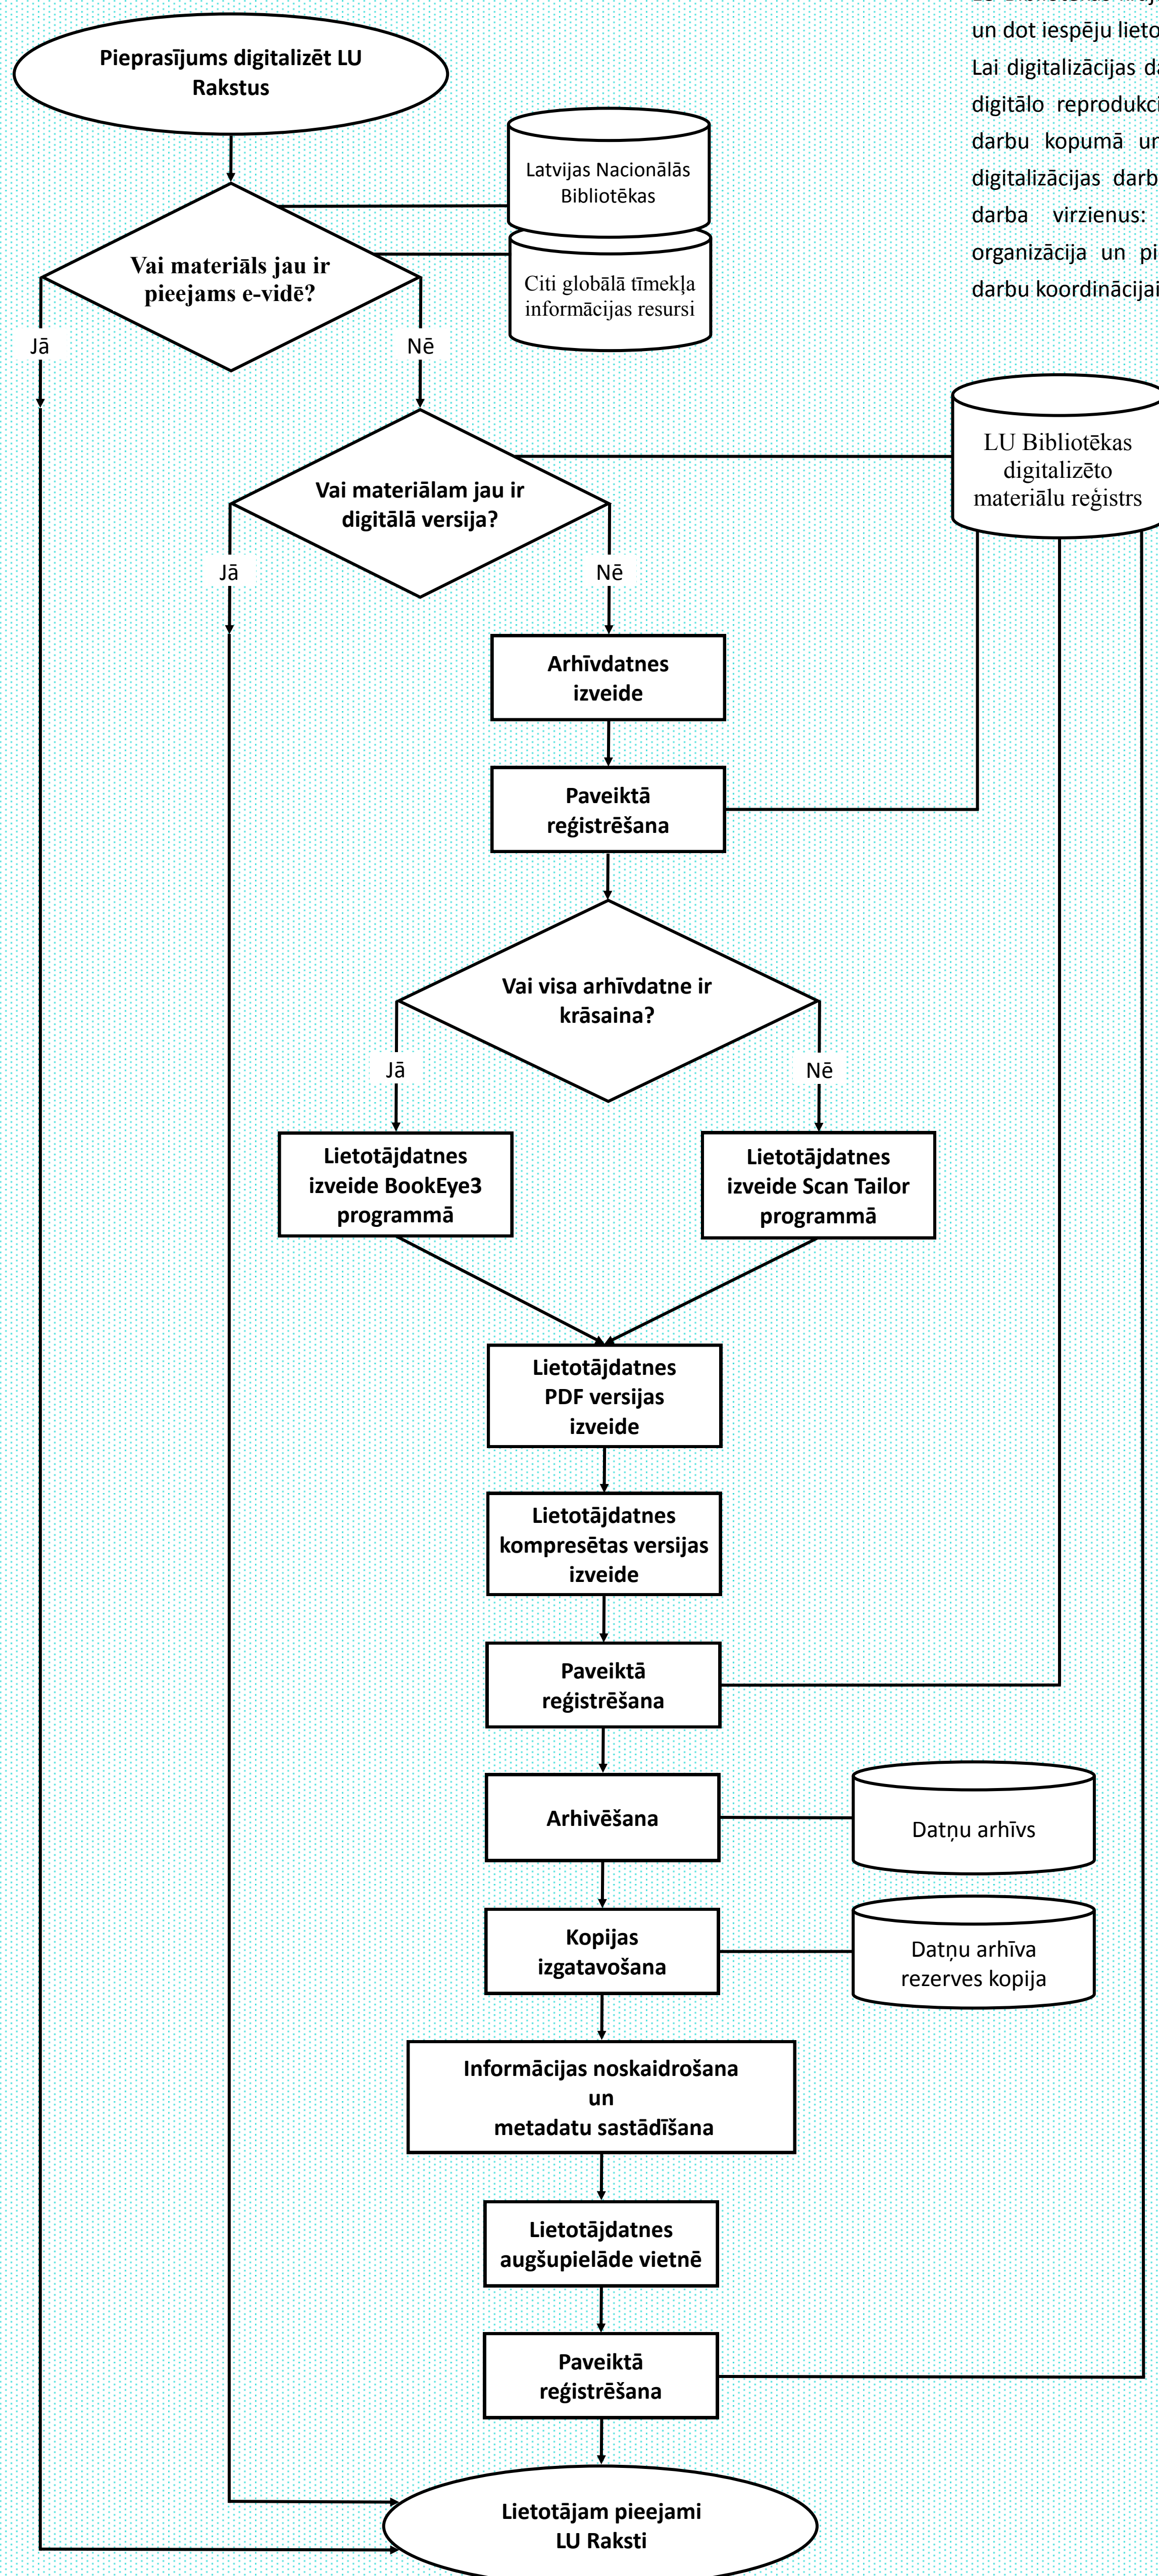 un dot iespēju lieto
Lai digitalizācijas
digitālo reprodukci
darbu kopumā
digitalizācijas darb
darba virzienus:
organizācija un
darbu koordinācijai
Pieprasījums digitalizēt LU
Rakstus
Latvijas Nacionālās
Bibliotēkas
Citi globālā tīmekļa
informācijas resursi
Vai materiāls jau ir
pieejams e-vidē?
Jā
Nē
LU Bibliotēkas
digitalizēto
materiālu reģistrs
Vai materiālam jau ir
digitālā versija?
Jā
Nē
Arhīvdatnes
izveide
Paveiktā
reģistrēšana
Vai visa arhīvdatne ir
krāsaina?
Jā
Nē
Lietotājdatnes
izveide BookEye3
programmā
Lietotājdatnes
izveide Scan Tailor
programmā
Lietotājdatnes
PDF versijas
izveide
Lietotājdatnes
kompresētas versijas
izveide
Paveiktā
reģistrēšana
Arhivēšana
Datņu arhīvs
Kopijas
izgatavošana
Datņu arhīva
rezerves kopija
Informācijas noskaidrošana
un
metadatu sastādīšana
Lietotājdatnes
augšupielāde vietnē
Paveiktā
reģistrēšana
Lietotājam pieejami
LU Raksti